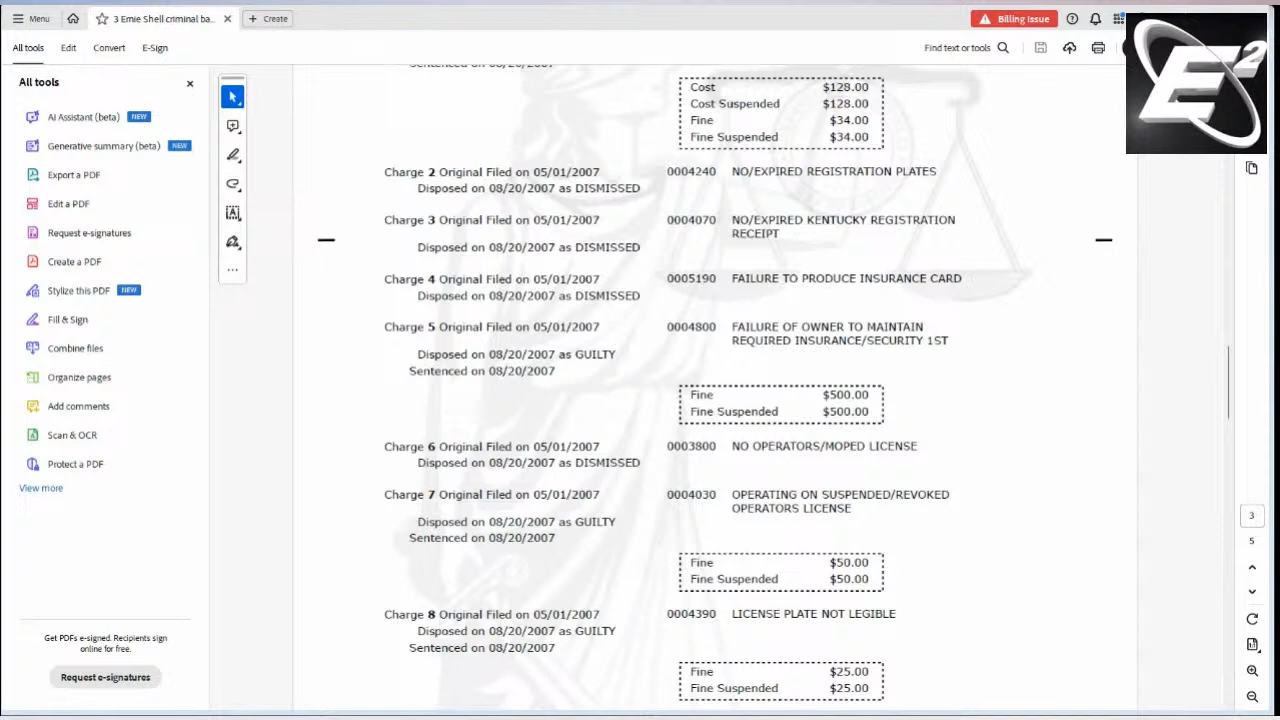 Menu
3 Ernie Shell criminal ba...
Create
Billing Issue
All tools
Edit
Convert
E-Sign
Find text or tools
E2
All tools
AI Assistant (beta) NEW
Generative summary (beta) NEW
Export a PDF
Edit a PDF
Request e-signatures
Create a PDF
Stylize this PDF NEW
Fill & Sign
Combine files
Organize pages
Add comments
Scan & OCR
Protect a PDF
View more
Get PDFs e-signed. Recipients sign
online for free.
Request e-signatures
Sentenced on 08/20/2007
Cost $128.00
Cost Suspended $128.00
Fine $34.00
Fine Suspended $34.00
Charge 2 Original Filed on 05/01/2007 0004240 NO/EXPIRED REGISTRATION PLATES
Disposed on 08/20/2007 as DISMISSED
Charge 3 Original Filed on 05/01/2007 0004070 NO/EXPIRED KENTUCKY REGISTRATION
RECEIPT
Disposed on 08/20/2007 as DISMISSED
Charge 4 Original Filed on 05/01/2007 0005190 FAILURE TO PRODUCE INSURANCE CARD
Disposed on 08/20/2007 as DISMISSED
Charge 5 Original Filed on 05/01/2007 0004800 FAILURE OF OWNER TO MAINTAIN
REQUIRED INSURANCE/SECURITY 1ST
Disposed on 08/20/2007 as GUILTY
Sentenced on 08/20/2007
Fine $500.00
Fine Suspended $500.00
Charge 6 Original Filed on 05/01/2007 0003800 NO OPERATORS/MOPED LICENSE
Disposed on 08/20/2007 as DISMISSED
Charge 7 Original Filed on 05/01/2007 0004030 OPERATING ON SUSPENDED/REVOKED
OPERATORS LICENSE
Disposed on 08/20/2007 as GUILTY
Sentenced on 08/20/2007
Fine $50.00
Fine Suspended $50.00
Charge 8 Original Filed on 05/01/2007 0004390 LICENSE PLATE NOT LEGIBLE
Disposed on 08/20/2007 as GUILTY
Sentenced on 08/20/2007
Fine $25.00
Fine Suspended $25.00
3
5